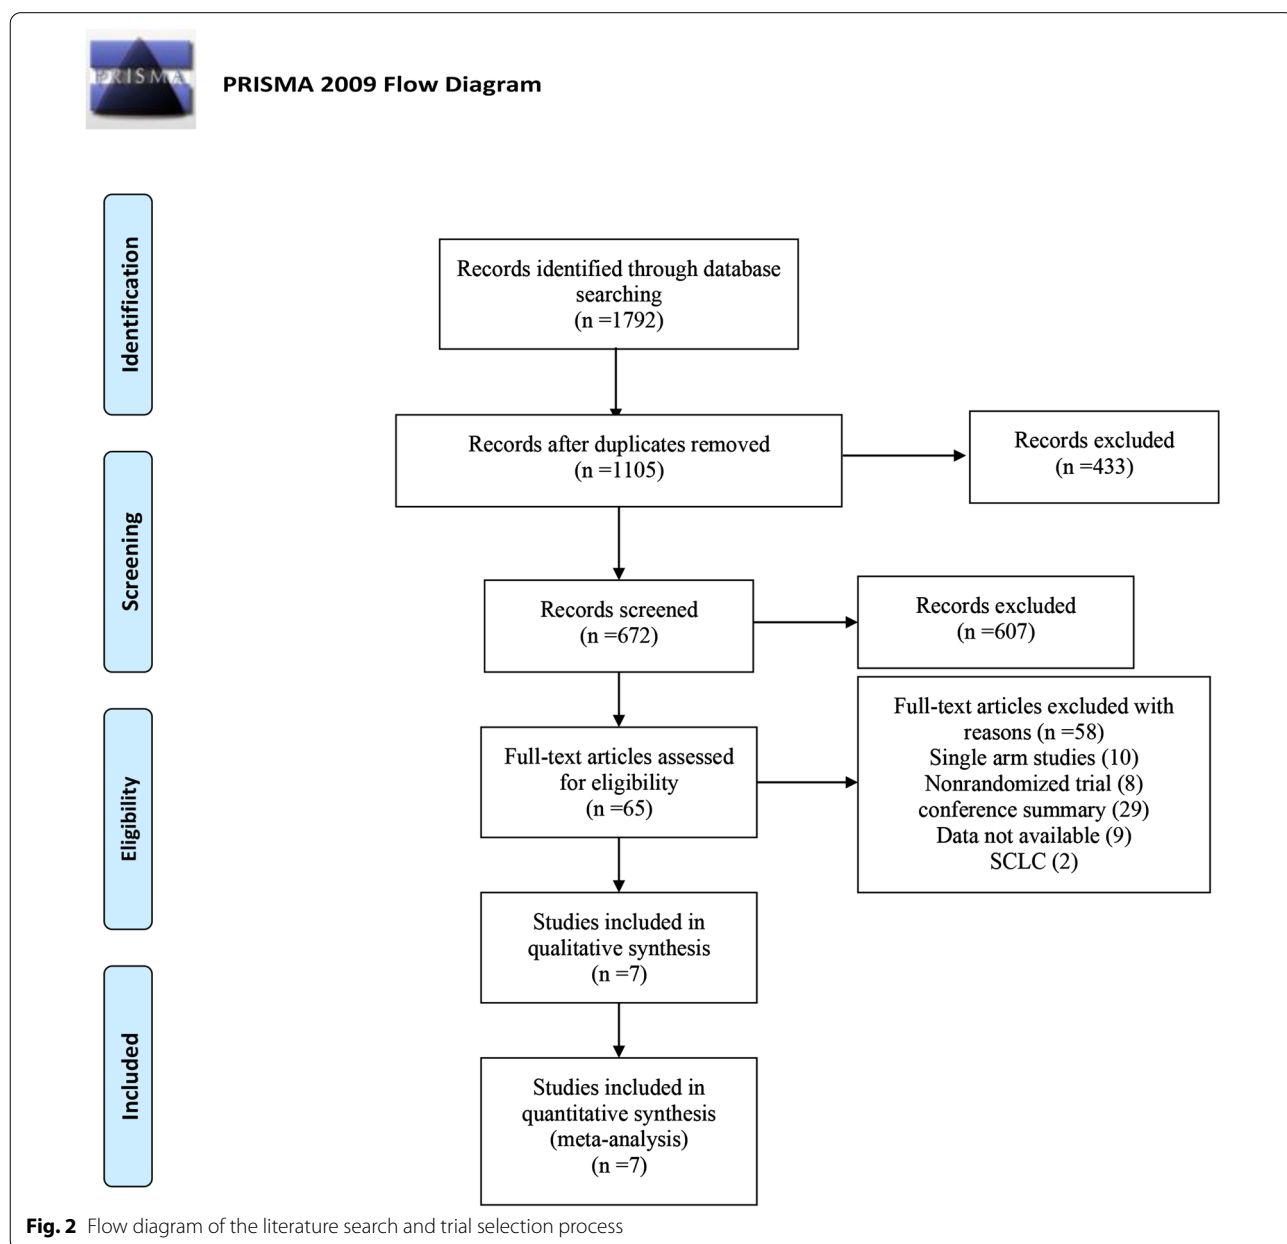 PRISMA
PRISMA 2009 Flow Diagram
Identification
Records identified through database
searching
(n =1792)
Records after duplicates removed
(n =1105)
Records excluded
(n =433)
Screening
Records screened
(n =672)
Records excluded
(n =607)
Eligibility
Full-text articles assessed
for eligibility
(n =65)
Full-text articles excluded with
reasons (n =58)
Single arm studies (10)
Nonrandomized trial (8)
conference summary (29)
Data not available (9)
SCLC (2)
Studies included in
qualitative synthesis
(n =7)
Included
Studies included in
quantitative synthesis
(meta-analysis)
(n =7)
Fig. 2 Flow diagram of the literature search and trial selection process